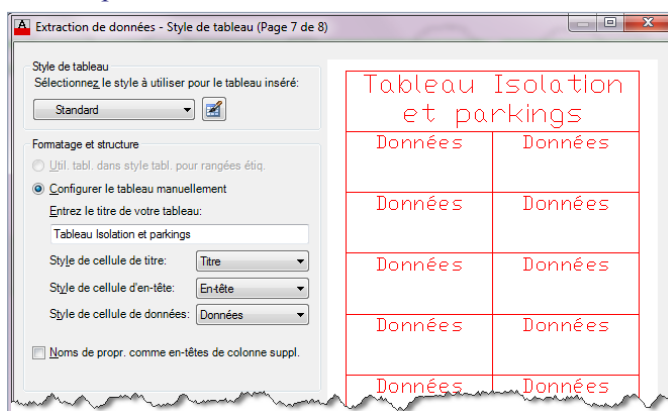 Extraction de données - Style de tableau (Page 7 de 8)
Style de tableau
Sélectionnez le style à utiliser pour le tableau inséré:
Standard
Formatage et structure
Util. tabl. dans style tabl. pour rangées étiq.
Configurer le tableau manuellement
Entrez le titre de votre tableau:
Tableau Isolation et parkings
Style de cellule de titre: Titre
Style de cellule d'en-tête: En-tête
Style de cellule de données: Données
Noms de propr. comme en-têtes de colonne suppl.
Tableau Isolation
et parkings
Données Données
Données Données
Données Données
Données Données
Données Données